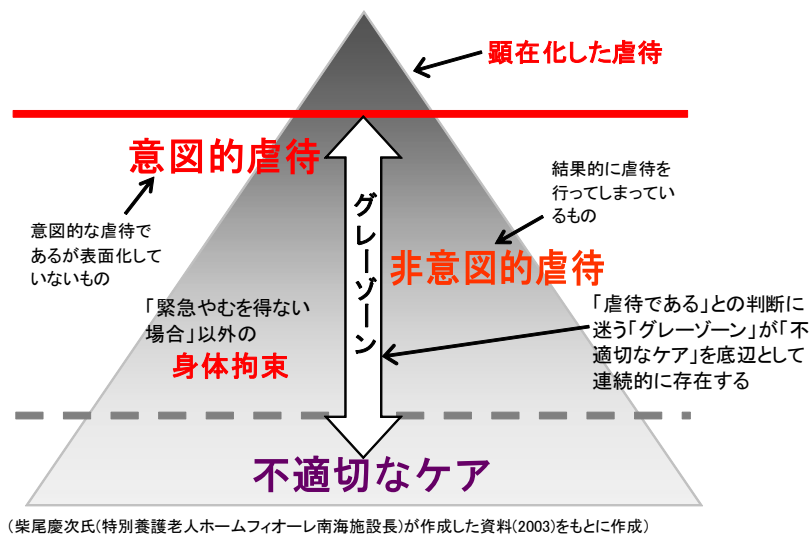 顕在化した虐待
意図的虐待
意図的な虐待で
あるが表面化して
いないもの
グレーゾーン
結果的に虐待を
行ってしまってい
るもの
非意図的虐待
「緊急やむを得ない
場合」以外の
身体拘束
「虐待である」との判断に
迷う「グレーゾーン」が「不
適切なケア」を底辺として
連続的に存在する
不適切なケア
(柴尾慶次氏(特別養護老人ホームフィオーレ南海施設長)が作成した資料(2003)をもとに作成)